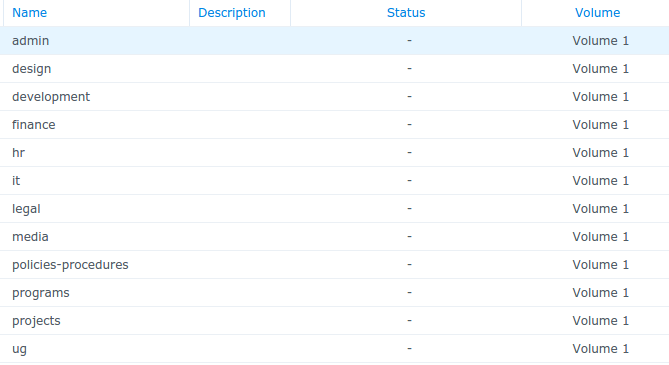 Name Description Status Volume
admin - Volume 1
design - Volume 1
development - Volume 1
finance - Volume 1
hr - Volume 1
it - Volume 1
legal - Volume 1
media - Volume 1
policies-procedures - Volume 1
programs - Volume 1
projects - Volume 1
ug - Volume 1